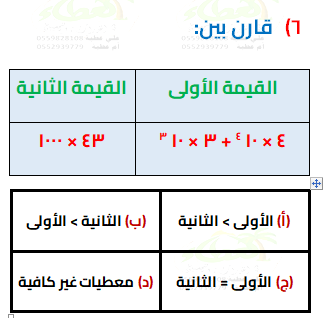 ٦) قارن بين:
القيمة الأولى
القيمة الثانية
٤ × ١٠ ٤ + ٣ × ١٠ ٣
٤٣ × ١٠٠٠
(أ) الأولى > الثانية
(ب) الثانية > الأولى
(ج) الأولى = الثانية
(د) معطيات غير كافية